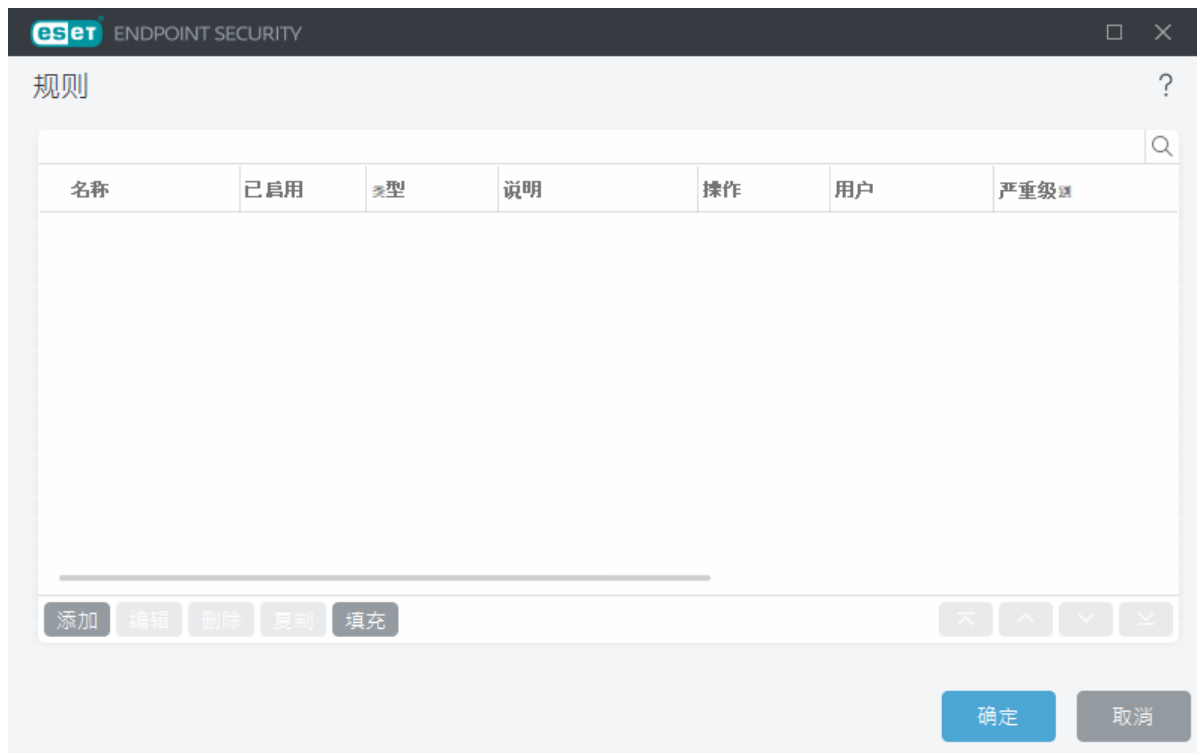 eset ENDPOINT SECURITY
规则
?
名称 已启用 类型 说明 操作 用户 严重级别
添加 编辑 删除 复制 填充
确定 取消